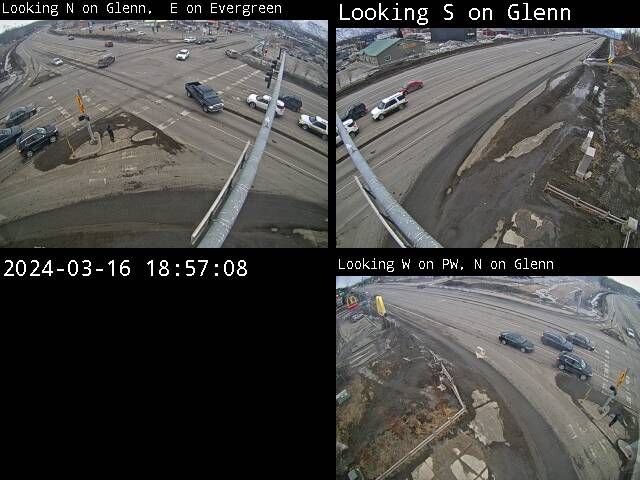 Looking N on Glenn,  E on Evergreen
Looking S on Glenn
2024-03-16 18:57:08
Looking W on PW, N on Glenn